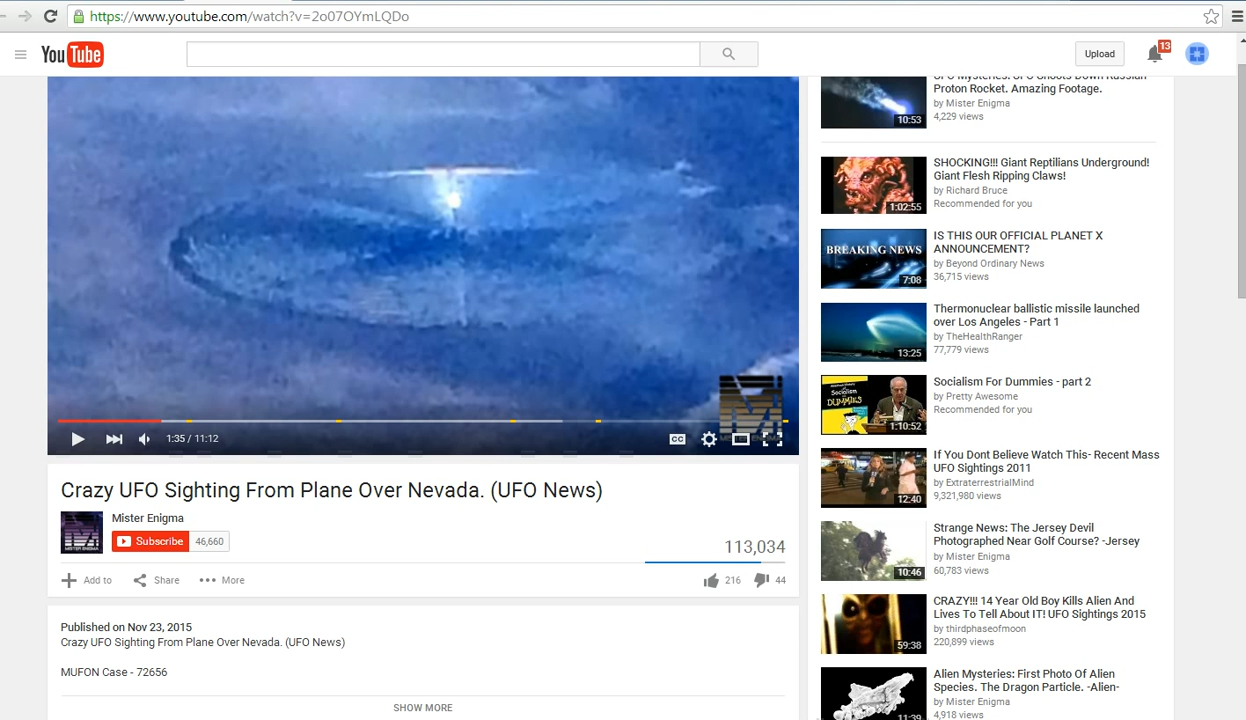 https://www.youtube.com/watch?v=2o07OYmLQDo
YouTube
Upload
13
MISTER ENIGMA
1:35 / 11:12
CC
Crazy UFO Sighting From Plane Over Nevada. (UFO News)
MISTER ENIGMA
Mister Enigma
Subscribe
46,660
113,034
Add to
Share
More
216
44
Published on Nov 23, 2015
Crazy UFO Sighting From Plane Over Nevada. (UFO News)
MUFON Case - 72656
SHOW MORE
UFO Mysteries: UFO Shoots Down Russian
Proton Rocket. Amazing Footage.
by Mister Enigma
4,229 views
10:53
SHOCKING!!! Giant Reptilians Underground!
Giant Flesh Ripping Claws!
by Richard Bruce
Recommended for you
1:02:55
IS THIS OUR OFFICIAL PLANET X
ANNOUNCEMENT?
by Beyond Ordinary News
36,715 views
BREAKING NEWS
7:08
Thermonuclear ballistic missile launched
over Los Angeles - Part 1
by TheHealthRanger
77,779 views
13:25
Socialism For Dummies - part 2
by Pretty Awesome
Recommended for you
Socialism
DUMMIES
1:10:52
If You Dont Believe Watch This- Recent Mass
UFO Sightings 2011
by ExtraterrestrialMind
9,321,980 views
12:40
Strange News: The Jersey Devil
Photographed Near Golf Course? -Jersey
by Mister Enigma
60,783 views
10:46
CRAZY!!! 14 Year Old Boy Kills Alien And
Lives To Tell About IT! UFO Sightings 2015
by thirdphaseofmoon
220,899 views
59:38
Alien Mysteries: First Photo Of Alien
Species. The Dragon Particle. -Alien-
by Mister Enigma
4,918 views
11:39